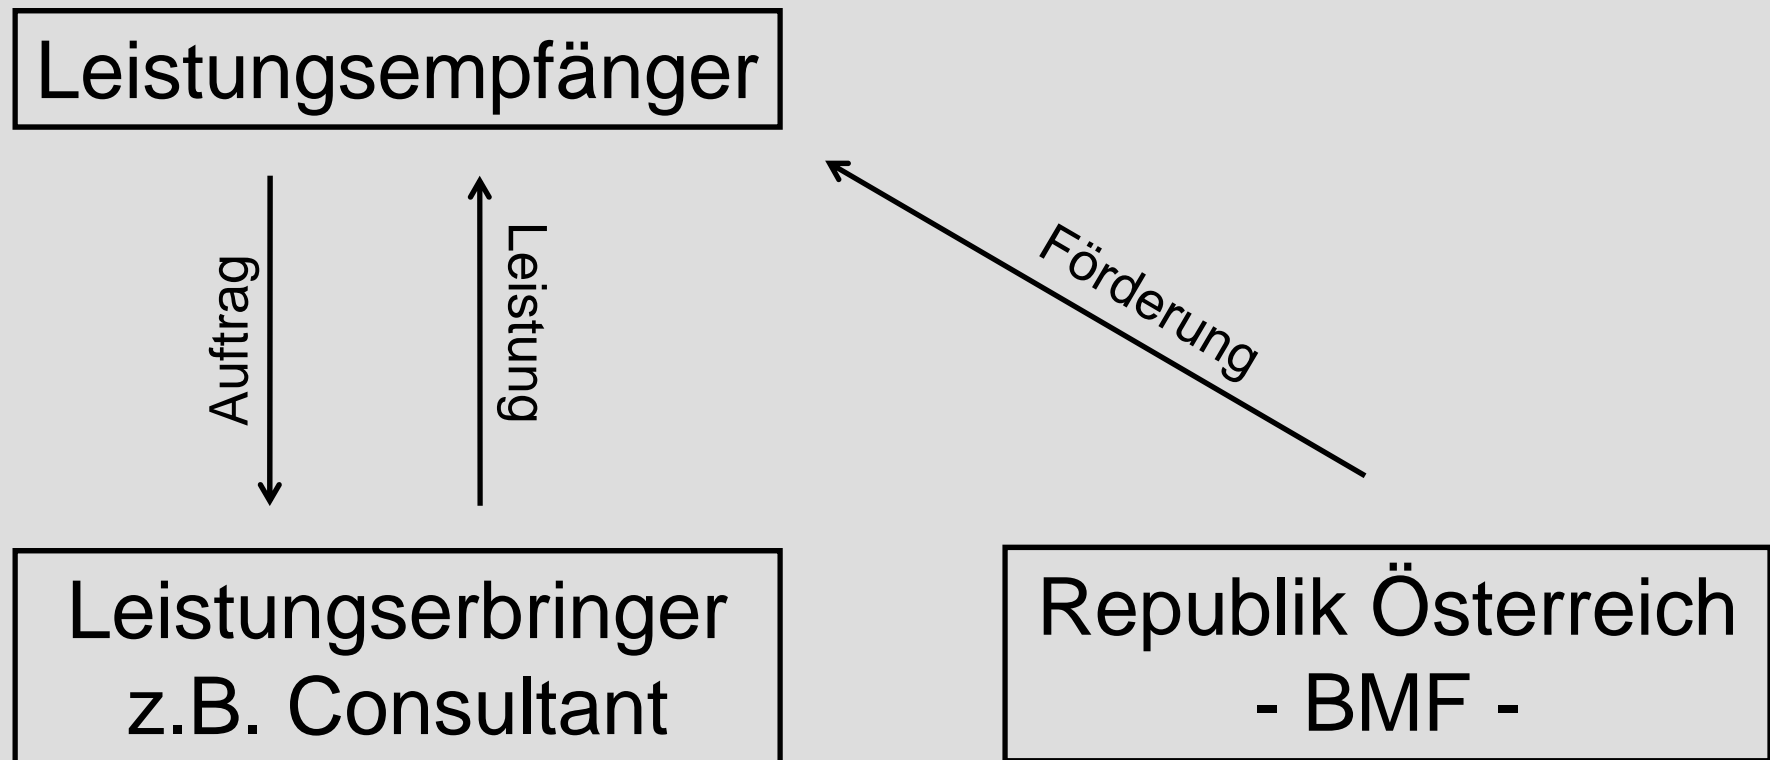 Leistungsempfänger
Auftrag
Leistung
Förderung
Leistungserbringer
z.B. Consultant
Republik Österreich
- BMF -